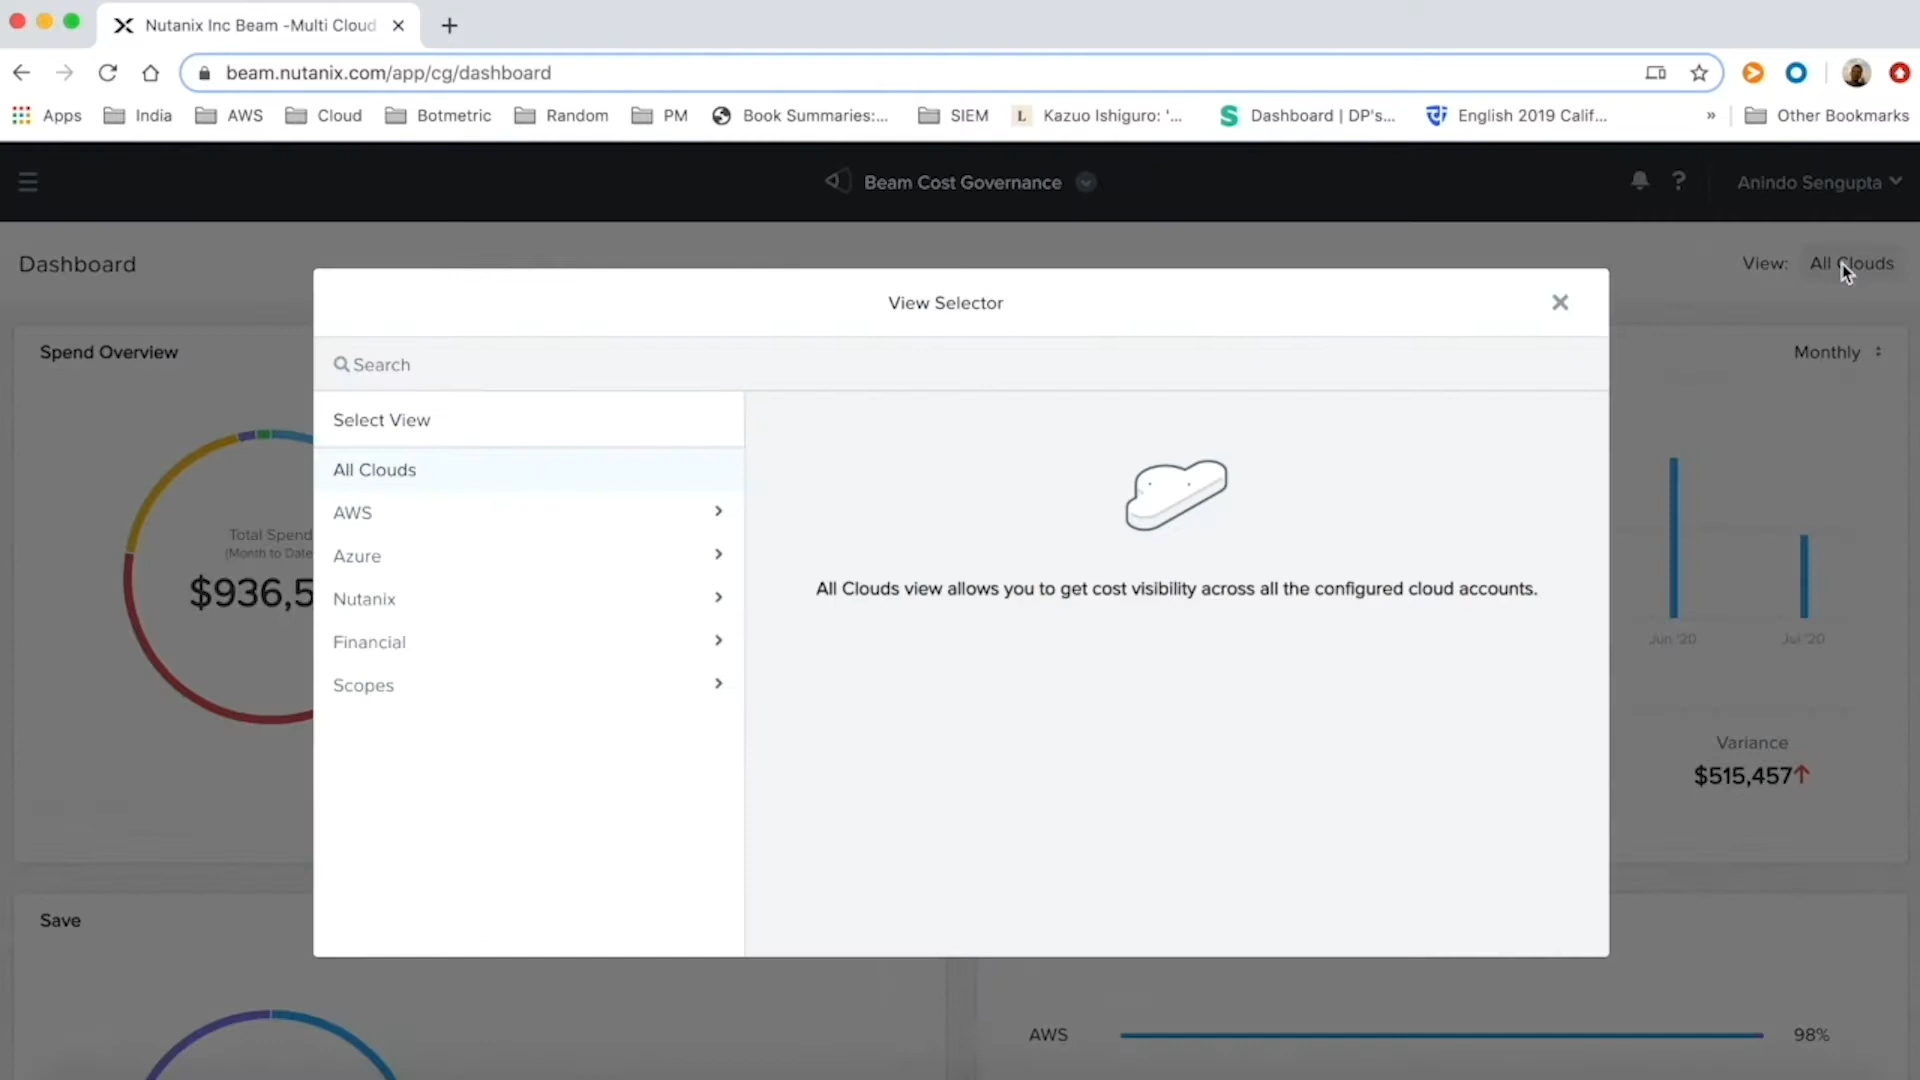 Nutanix Inc Beam -Multi Cloud
beam.nutanix.com/app/cg/dashboard
Apps India AWS Cloud Botmetric Random PM Book Summaries:... SIEM L Kazuo Ishiguro: '... S Dashboard | DP's... English 2019 Calif... » Other Bookmarks
Beam Cost Governance
? Anindo Sengupta
Dashboard
View: All Clouds
View Selector
Search
Spend Overview
Monthly
Select View
All Clouds
AWS
Azure
Nutanix
Financial
Scopes
All Clouds view allows you to get cost visibility across all the configured cloud accounts.
Total Spend
(Month to Date
$936,5
Jun '20 Jul '20
Variance
$515,457
Save
AWS 98%